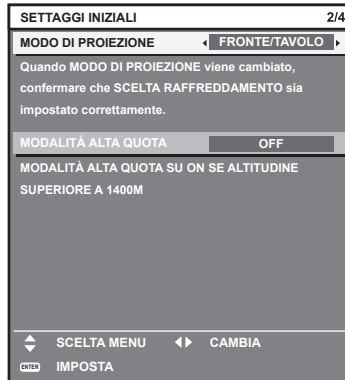 SETTAGGI INIZIALI 2/4
MODO DI PROIEZIONE FRONTE/TAVOLO
Quando MODO DI PROIEZIONE viene cambiato,
confermare che SCELTA RAFFREDDAMENTO sia
impostato correttamente.
MODALITÀ ALTA QUOTA OFF
MODALITÀ ALTA QUOTA SU ON SE ALTITUDINE
SUPERIORE A 1400M
SCELTA MENU CAMBIA
ENTER IMPOSTA